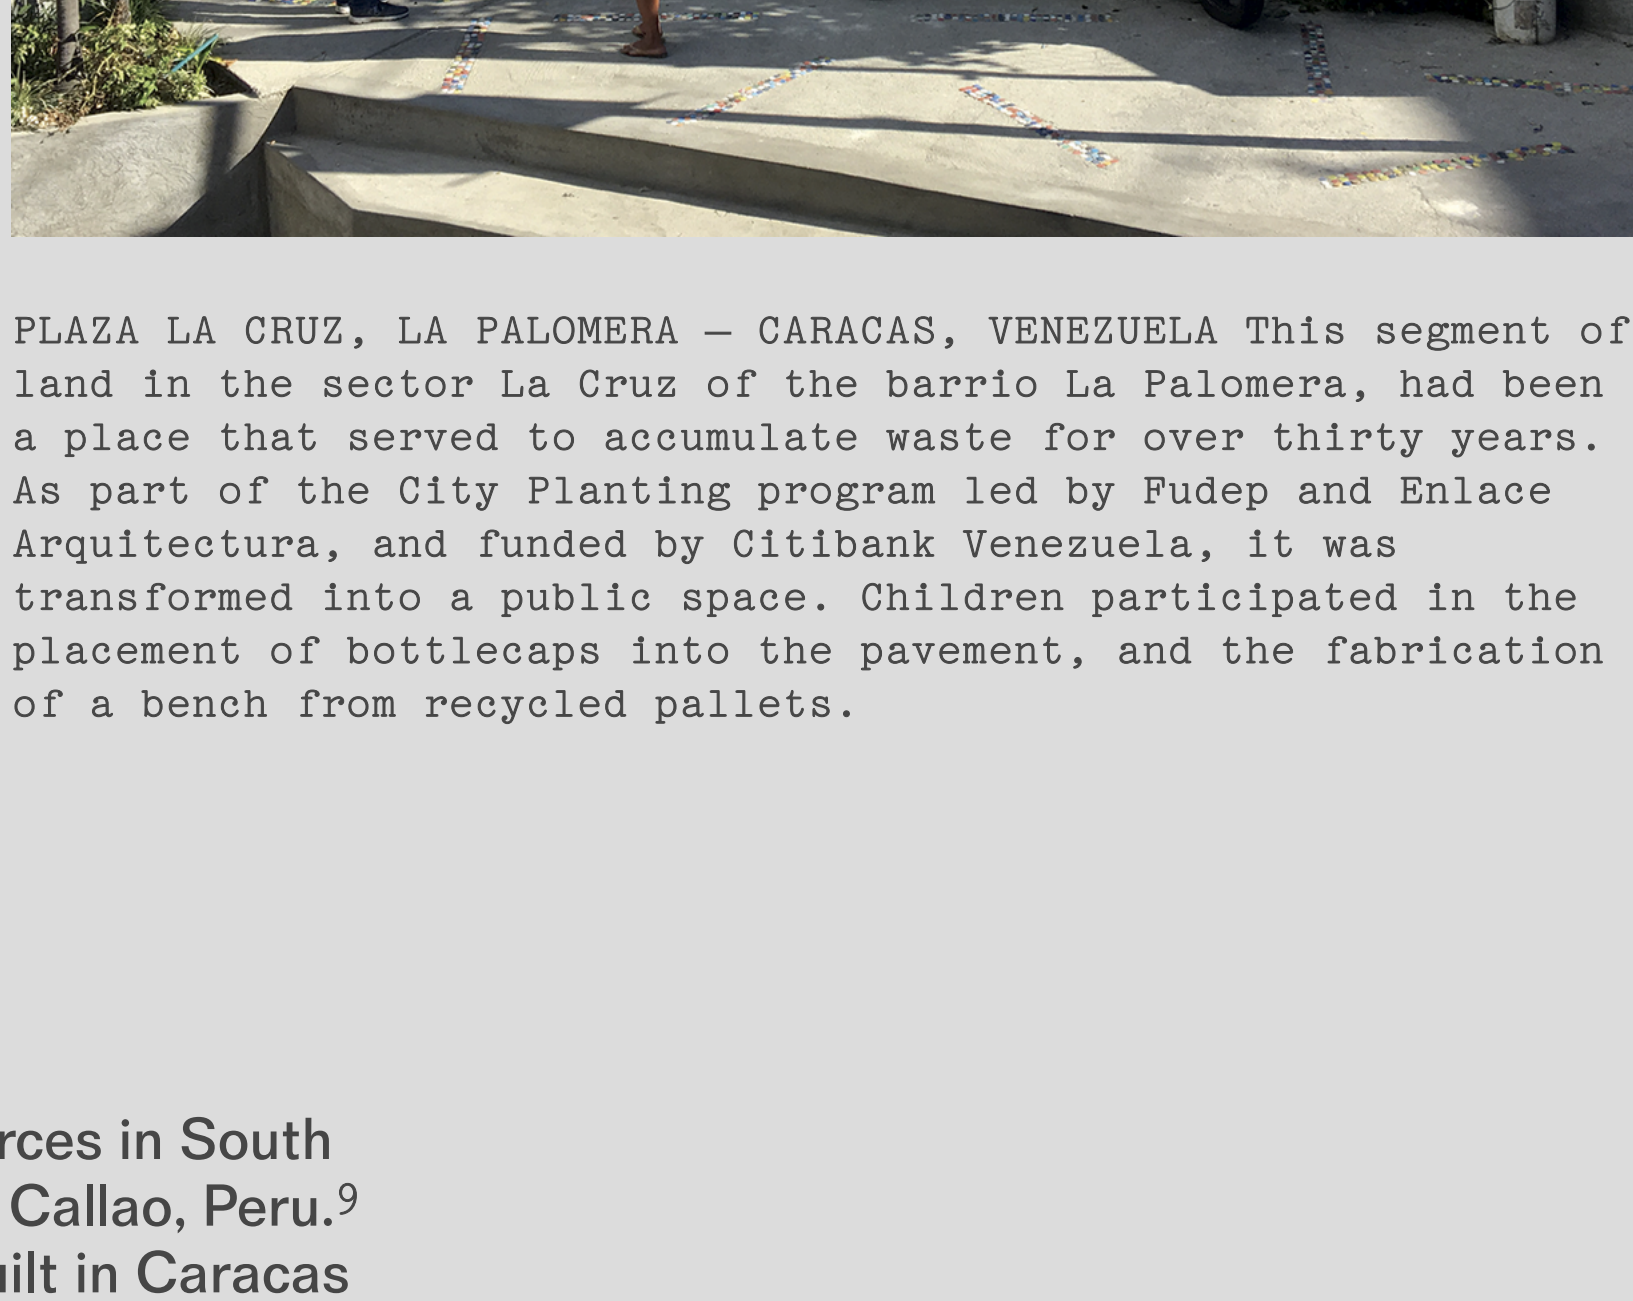 PLAZA LA CRUZ, LA PALOMERA – CARACAS, VENEZUELA This segment of
land in the sector La Cruz of the barrio La Palomera, had been
a place that served to accumulate waste for over thirty years.
As part of the City Planting program led by Fudep and Enlace
Arquitectura, and funded by Citibank Venezuela, it was
transformed into a public space. Children participated in the
placement of bottlecaps into the pavement, and the fabrication
of a bench from recycled pallets.
in South
Callao, Peru.⁹
in Caracas